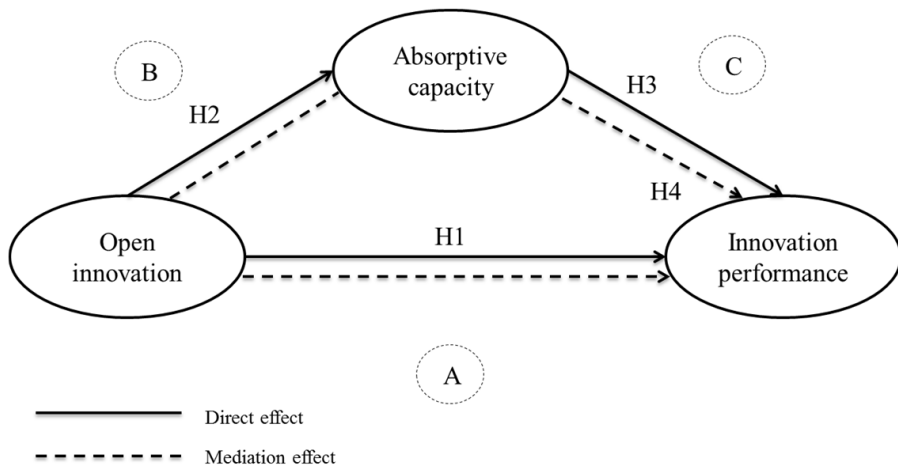 B
Absorptive
capacity
C
H2
H3
H4
Open
innovation
H1
Innovation
performance
A
Direct effect
Mediation effect